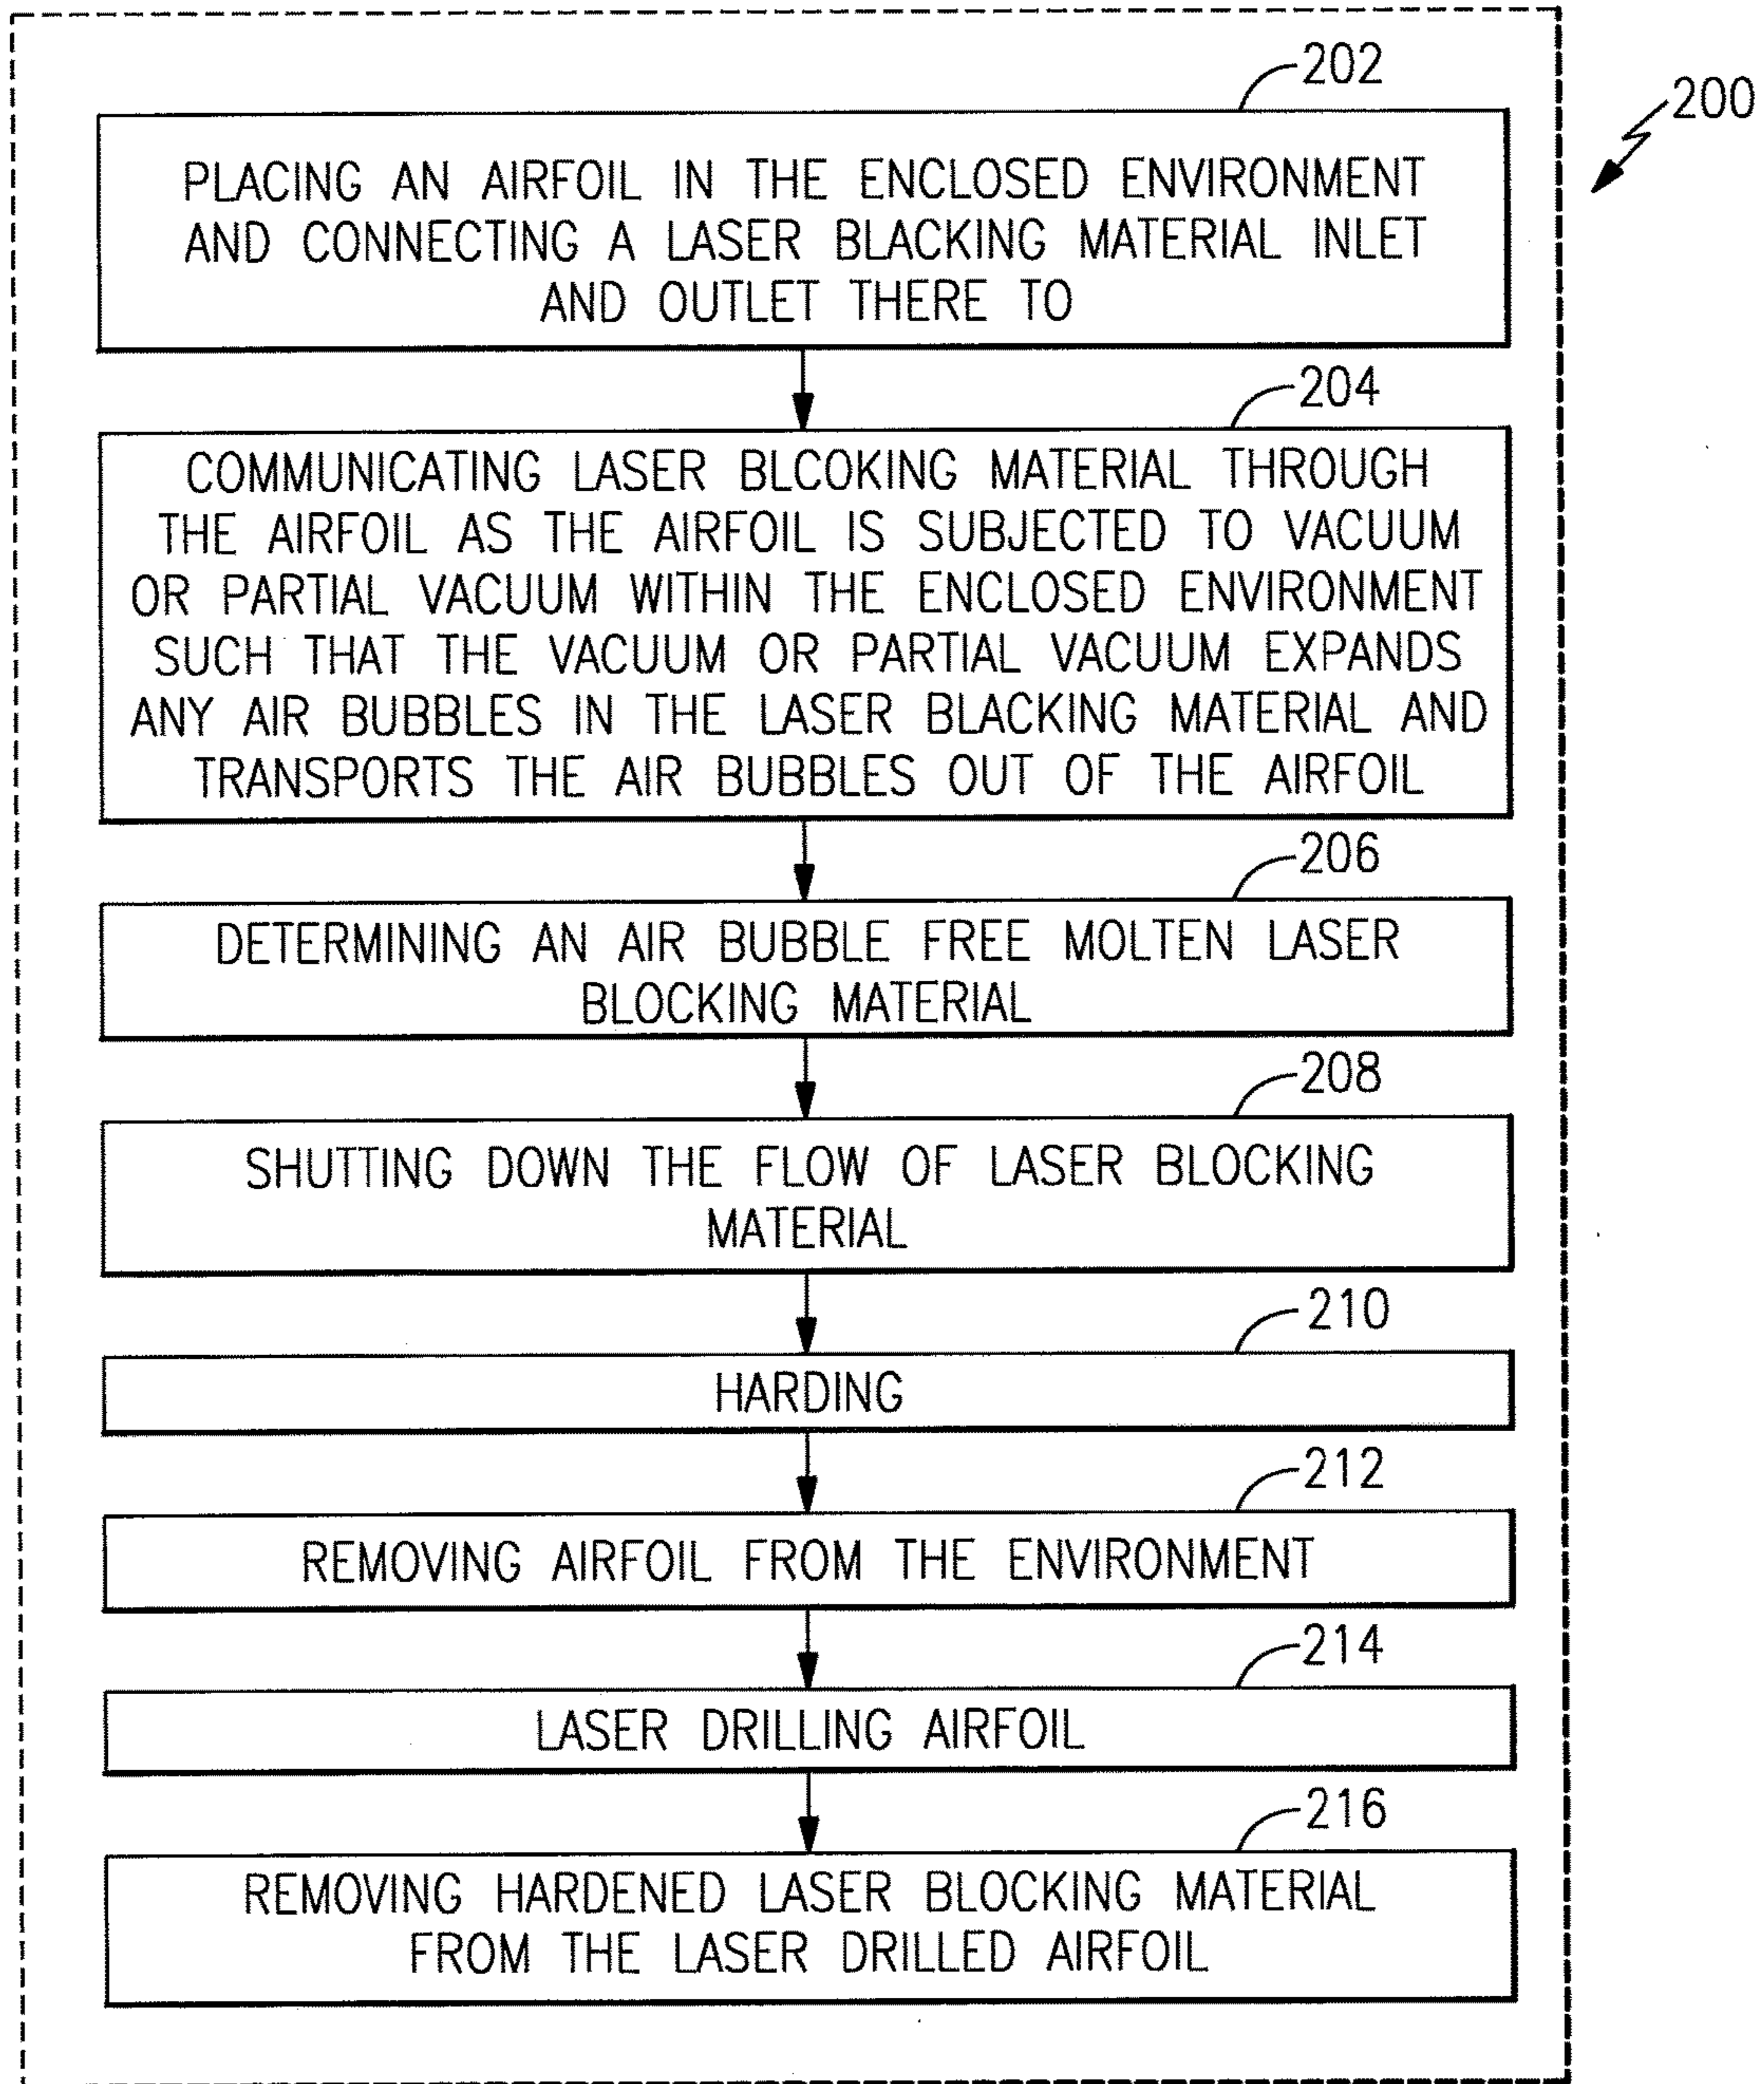 202
200
PLACING AN AIRFOIL IN THE ENCLOSED ENVIRONMENT
AND CONNECTING A LASER BLACKING MATERIAL INLET
AND OUTLET THERE TO
204
COMMUNICATING LASER BLCOKING MATERIAL THROUGH
THE AIRFOIL AS THE AIRFOIL IS SUBJECTED TO VACUUM
OR PARTIAL VACUUM WITHIN THE ENCLOSED ENVIRONMENT
SUCH THAT THE VACUUM OR PARTIAL VACUUM EXPANDS
ANY AIR BUBBLES IN THE LASER BLACKING MATERIAL AND
TRANSPORTS THE AIR BUBBLES OUT OF THE AIRFOIL
206
DETERMINING AN AIR BUBBLE FREE MOLTEN LASER
BLOCKING MATERIAL
208
SHUTTING DOWN THE FLOW OF LASER BLOCKING
MATERIAL
210
HARDING
212
REMOVING AIRFOIL FROM THE ENVIRONMENT
214
LASER DRILLING AIRFOIL
216
REMOVING HARDENED LASER BLOCKING MATERIAL
FROM THE LASER DRILLED AIRFOIL